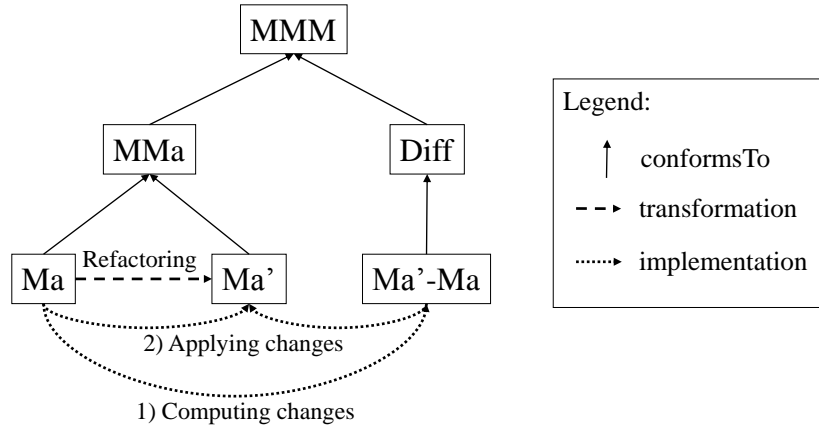 MMM
Legend:
MMa
Diff
conformsTo
transformation
Refactoring
Ma
Ma’
Ma’-Ma
implementation
2) Applying changes
1) Computing changes